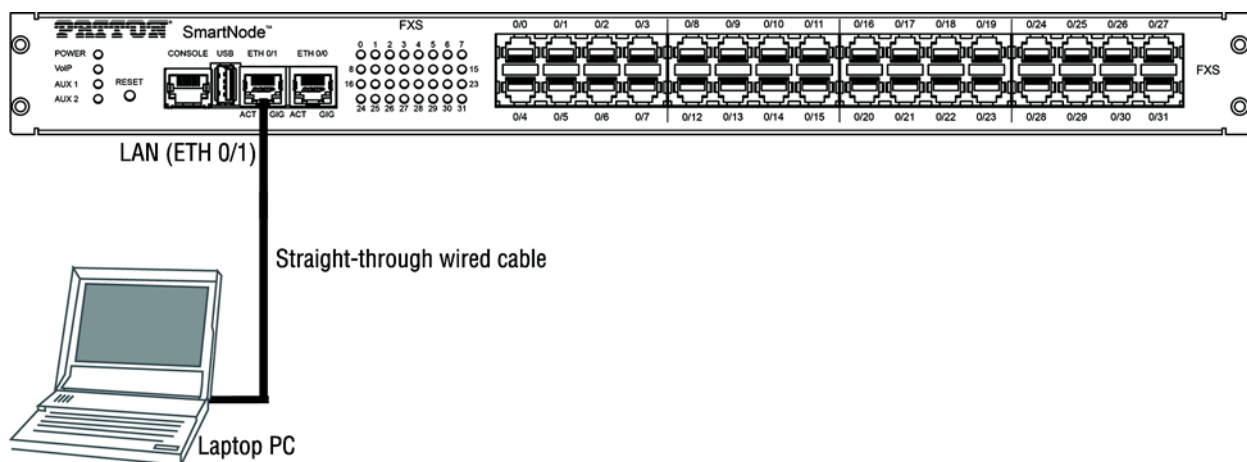 PATTON SmartNode™
FXS
0/0 0/1 0/2 0/3 0/8 0/9 0/10 0/11 0/16 0/17 0/18 0/19 0/24 0/25 0/26 0/27
POWER
VoIP
AUX 1
AUX 2
RESET
CONSOLE USB ETH 0/1 ETH 0/0
ACT GIG ACT GIG
0 1 2 3 4 5 6 7
8 15
16 23
24 25 26 27 28 29 30 31
FXS
0/4 0/5 0/6 0/7 0/12 0/13 0/14 0/15 0/20 0/21 0/22 0/23 0/28 0/29 0/30 0/31
LAN (ETH 0/1)
Straight-through wired cable
Laptop PC